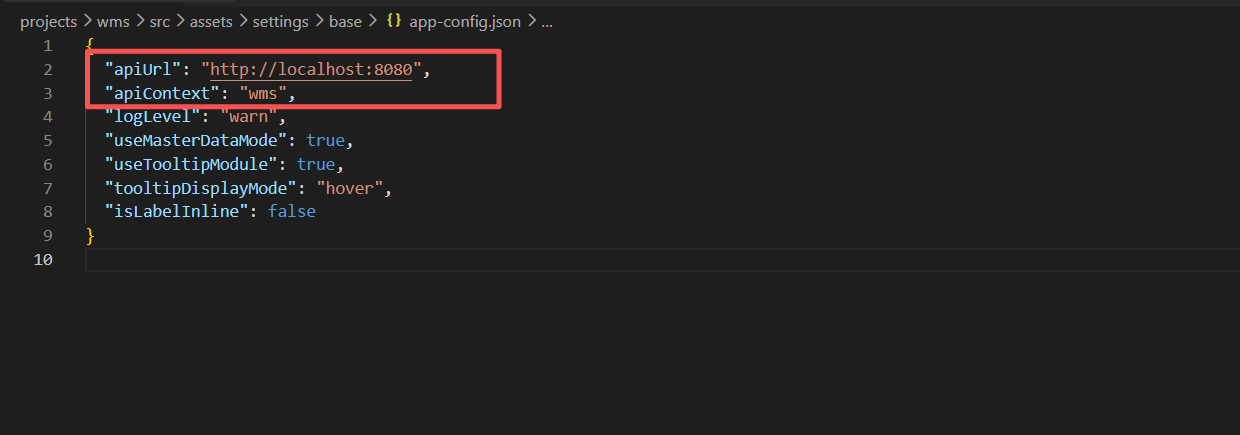 projects > wms > src > assets > settings > base > {} app-config.json > ...
1 {
2 "apiUrl": "http://localhost:8080",
3 "apiContext": "wms",
4 "logLevel": "warn",
5 "useMasterDataMode": true,
6 "useTooltipModule": true,
7 "tooltipDisplayMode": "hover",
8 "isLabelInline": false
9 }
10